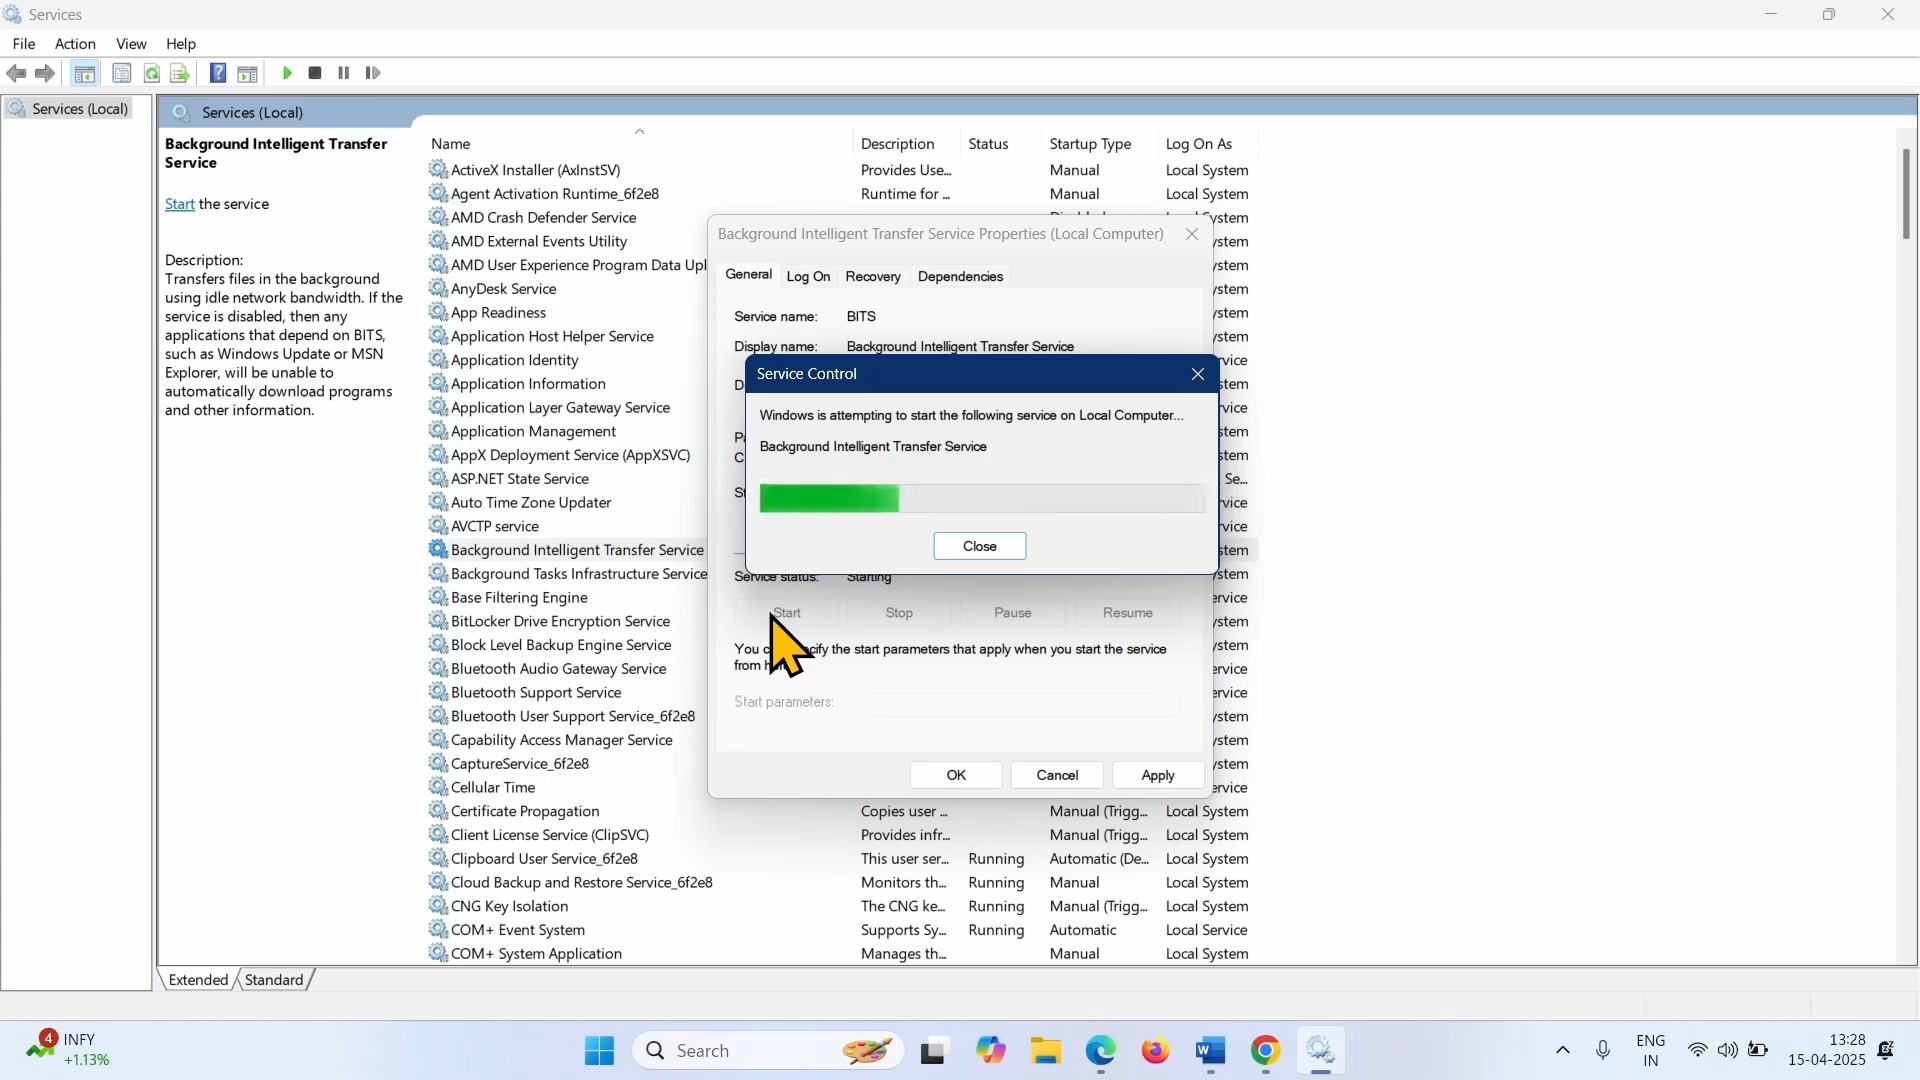 Services
File Action View Help
Services (Local)
Services (Local)
Background Intelligent Transfer
Service
Start the service
Description:
Transfers files in the background
using idle network bandwidth. If the
service is disabled, then any
applications that depend on BITS,
such as Windows Update or MSN
Explorer, will be unable to
automatically download programs
and other information.
Name Description Status Startup Type Log On As
ActiveX Installer (AxInstSV) Provides Use... Manual Local System
Agent Activation Runtime_6f2e8 Runtime for ... Manual Local System
AMD Crash Defender Service
AMD External Events Utility
AMD User Experience Program Data Upl
AnyDesk Service
App Readiness
Application Host Helper Service
Application Identity
Application Information
Application Layer Gateway Service
Application Management
AppX Deployment Service (AppXSVC)
ASP.NET State Service
Auto Time Zone Updater
AVCTP service
Background Intelligent Transfer Service
Background Tasks Infrastructure Service
Base Filtering Engine
BitLocker Drive Encryption Service
Block Level Backup Engine Service
Bluetooth Audio Gateway Service
Bluetooth Support Service
Bluetooth User Support Service_6f2e8
Capability Access Manager Service
CaptureService_6f2e8
Cellular Time
Certificate Propagation Copies user ... Manual (Trigg... Local System
Client License Service (ClipSVC) Provides infr... Manual (Trigg... Local System
Clipboard User Service_6f2e8 This user ser... Running Automatic (De... Local System
Cloud Backup and Restore Service_6f2e8 Monitors th... Running Manual Local System
CNG Key Isolation The CNG ke... Running Manual (Trigg... Local System
COM+ Event System Supports Sy... Running Automatic Local Service
COM+ System Application Manages th... Manual Local System
Background Intelligent Transfer Service Properties (Local Computer)
General Log On Recovery Dependencies
Service name: BITS
Display name: Background Intelligent Transfer Service
Service Control
Windows is attempting to start the following service on Local Computer...
Background Intelligent Transfer Service
Close
Service status: Starting
Start Stop Pause Resume
You the start parameters that apply when you start the service
from
Start parameters:
OK Cancel Apply
Extended Standard
4 INFY
+1.13%
Search
ENG
IN
13:28
15-04-2025